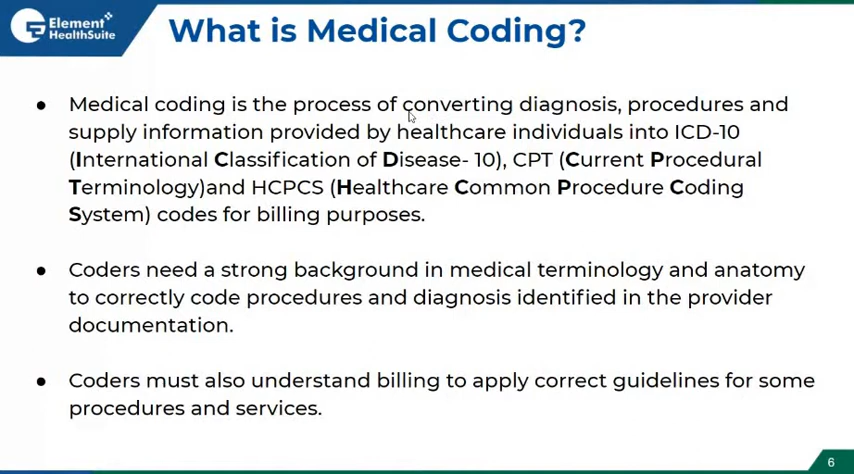 Element
HealthSuite
What is Medical Coding?
● Medical coding is the process of converting diagnosis, procedures and
supply information provided by healthcare individuals into ICD-10
(International Classification of Disease- 10), CPT (Current Procedural
Terminology)and HCPCS (Healthcare Common Procedure Coding
System) codes for billing purposes.
● Coders need a strong background in medical terminology and anatomy
to correctly code procedures and diagnosis identified in the provider
documentation.
● Coders must also understand billing to apply correct guidelines for some
procedures and services.
6